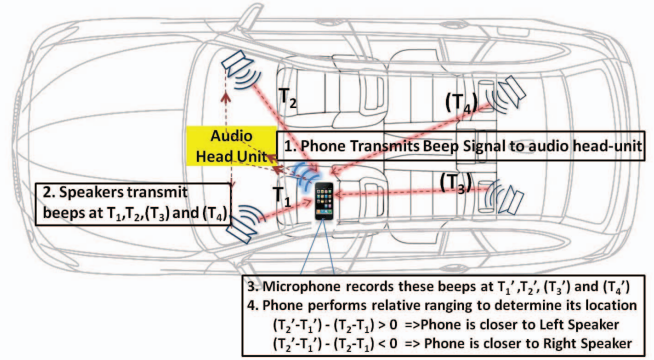 T₂
(T₄)
Audio
Head Unit
1. Phone Transmits Beep Signal to audio head-unit
2. Speakers transmit
beeps at T₁,T₂,(T₃) and (T₄)
T₁
(T₃)
3. Microphone records these beeps at T₁',T₂', (T₃') and (T₄')
4. Phone performs relative ranging to determine its location
(T₂'-T₁') - (T₂-T₁) > 0 =>Phone is closer to Left Speaker
(T₂'-T₁') - (T₂-T₁) < 0 => Phone is closer to Right Speaker